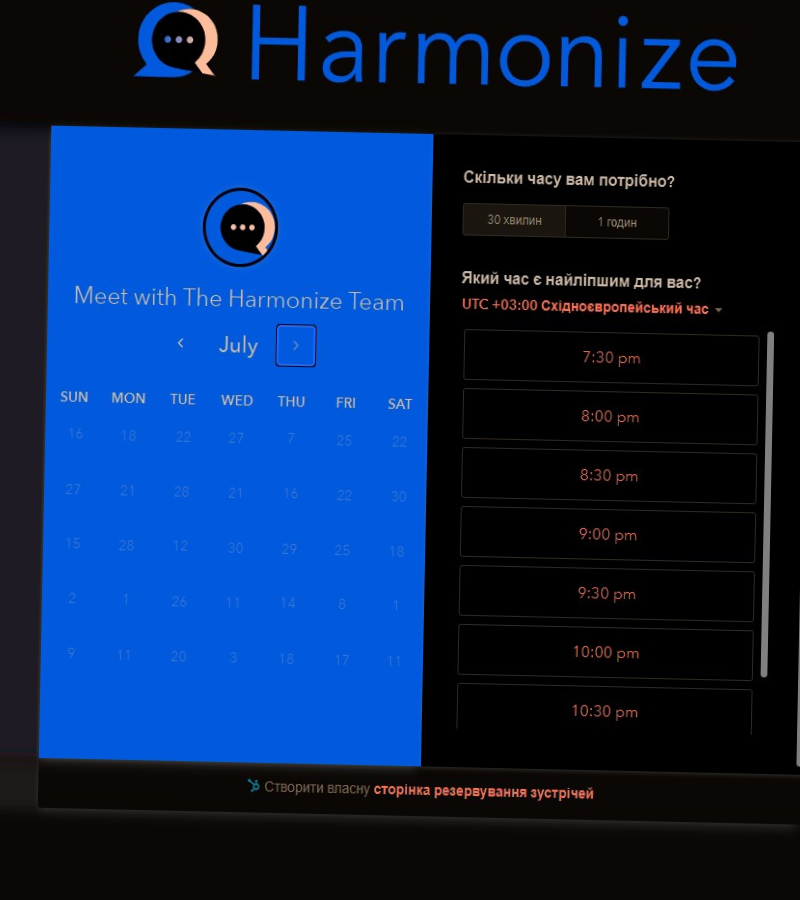 Harmonize
Meet with The Harmonize Team
July
SUN MON TUE WED THU FRI SAT
16 18 22 27 7 25 22
27 21 28 21 16 22 30
15 28 12 30 29 25 18
2 1 26 11 14 8 1
9 11 20 3 18 17 11
Скільки часу вам потрібно?
30 хвилин 1 годин
Який час є найліпшим для вас?
UTC +03:00 Східноєвропейський час
7:30 pm
8:00 pm
8:30 pm
9:00 pm
9:30 pm
10:00 pm
10:30 pm
Створити власну сторінка резервування зустрічей